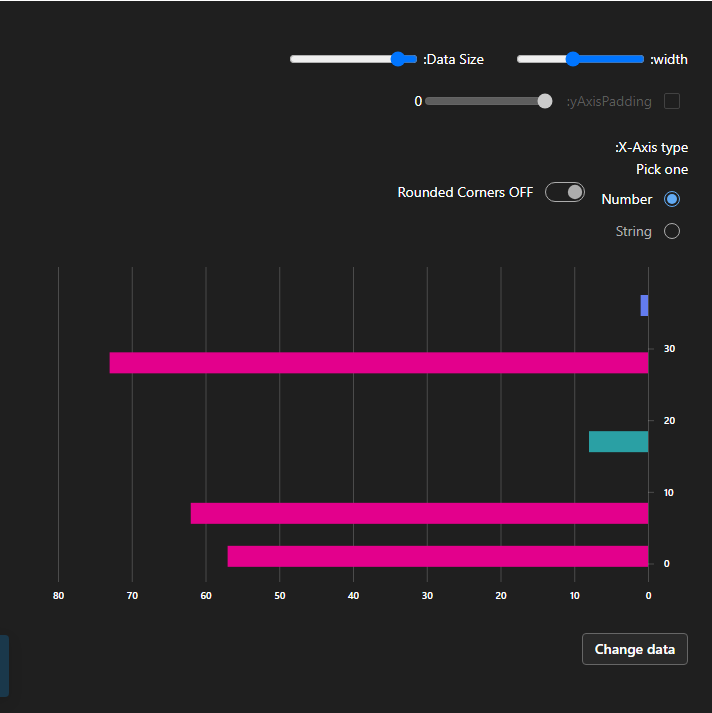 :width
:Data Size
:yAxisPadding
0
:X-Axis type
Pick one
Number
Rounded Corners OFF
String
30
20
10
0
80 70 60 50 40 30 20 10 0
Change data